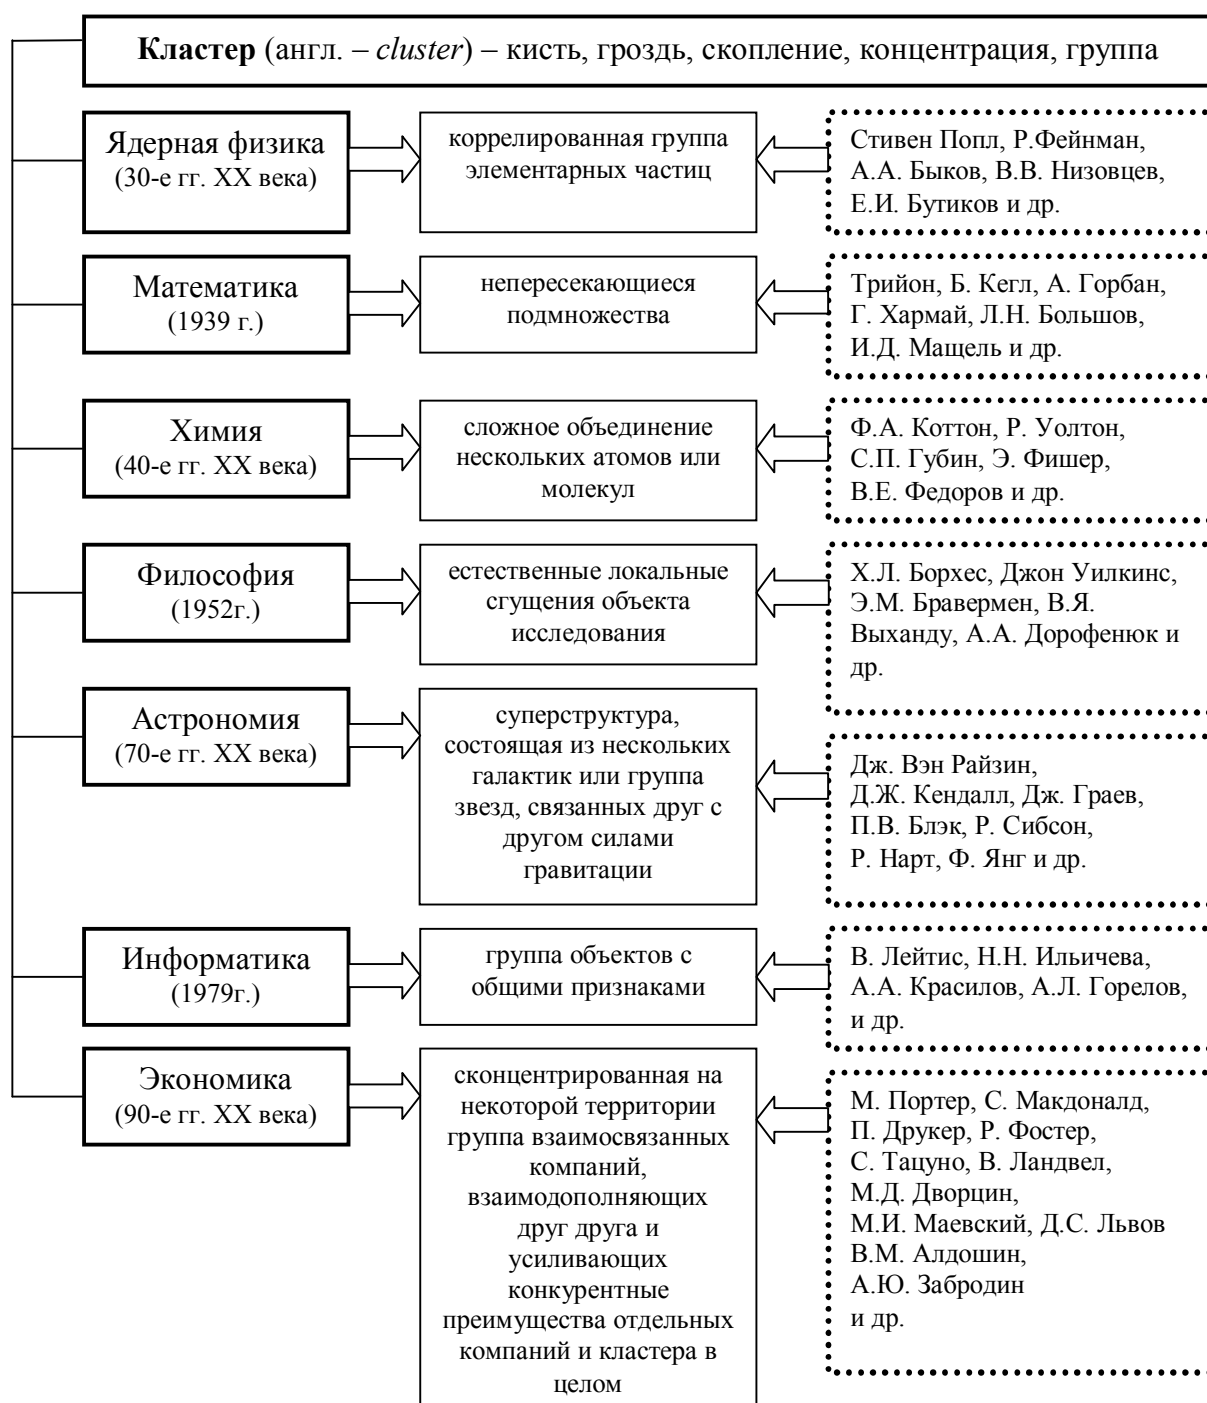 Кластер (англ. – cluster) – кисть, гроздь, скопление, концентрация, группа
Ядерная физика
(30-е гг. XX века)
коррелированная группа
элементарных частиц
Стивен Попл, Р.Фейнман,
А.А. Быков, В.В. Низовцев,
Е.И. Бутиков и др.
Математика
(1939 г.)
непересекающиеся
подмножества
Трийон, Б. Кегл, А. Горбан,
Г. Хармай, Л.Н. Большов,
И.Д. Мащель и др.
Химия
(40-е гг. XX века)
сложное объединение
нескольких атомов или
молекул
Ф.А. Коттон, Р. Уолтон,
С.П. Губин, Э. Фишер,
В.Е. Федоров и др.
Философия
(1952г.)
естественные локальные
сгущения объекта
исследования
Х.Л. Борхес, Джон Уилкинс,
Э.М. Бравермен, В.Я.
Выханду, А.А. Дорофенюк и
др.
Астрономия
(70-е гг. XX века)
суперструктура,
состоящая из нескольких
галактик или группа
звезд, связанных друг с
другом силами
гравитации
Дж. Вэн Райзин,
Д.Ж. Кендалл, Дж. Граев,
П.В. Блэк, Р. Сибсон,
Р. Нарт, Ф. Янг и др.
Информатика
(1979г.)
группа объектов с
общими признаками
В. Лейтис, Н.Н. Ильичева,
А.А. Красилов, А.Л. Горелов,
и др.
Экономика
(90-е гг. XX века)
сконцентрированная на
некоторой территории
группа взаимосвязанных
компаний,
взаимодополняющих
друг друга и
усиливающих
конкурентные
преимущества отдельных
компаний и кластера в
целом
М. Портер, С. Макдоналд,
П. Друкер, Р. Фостер,
С. Тацуно, В. Ландвел,
М.Д. Дворцин,
М.И. Маевский, Д.С. Львов
В.М. Алдошин,
А.Ю. Забродин
и др.